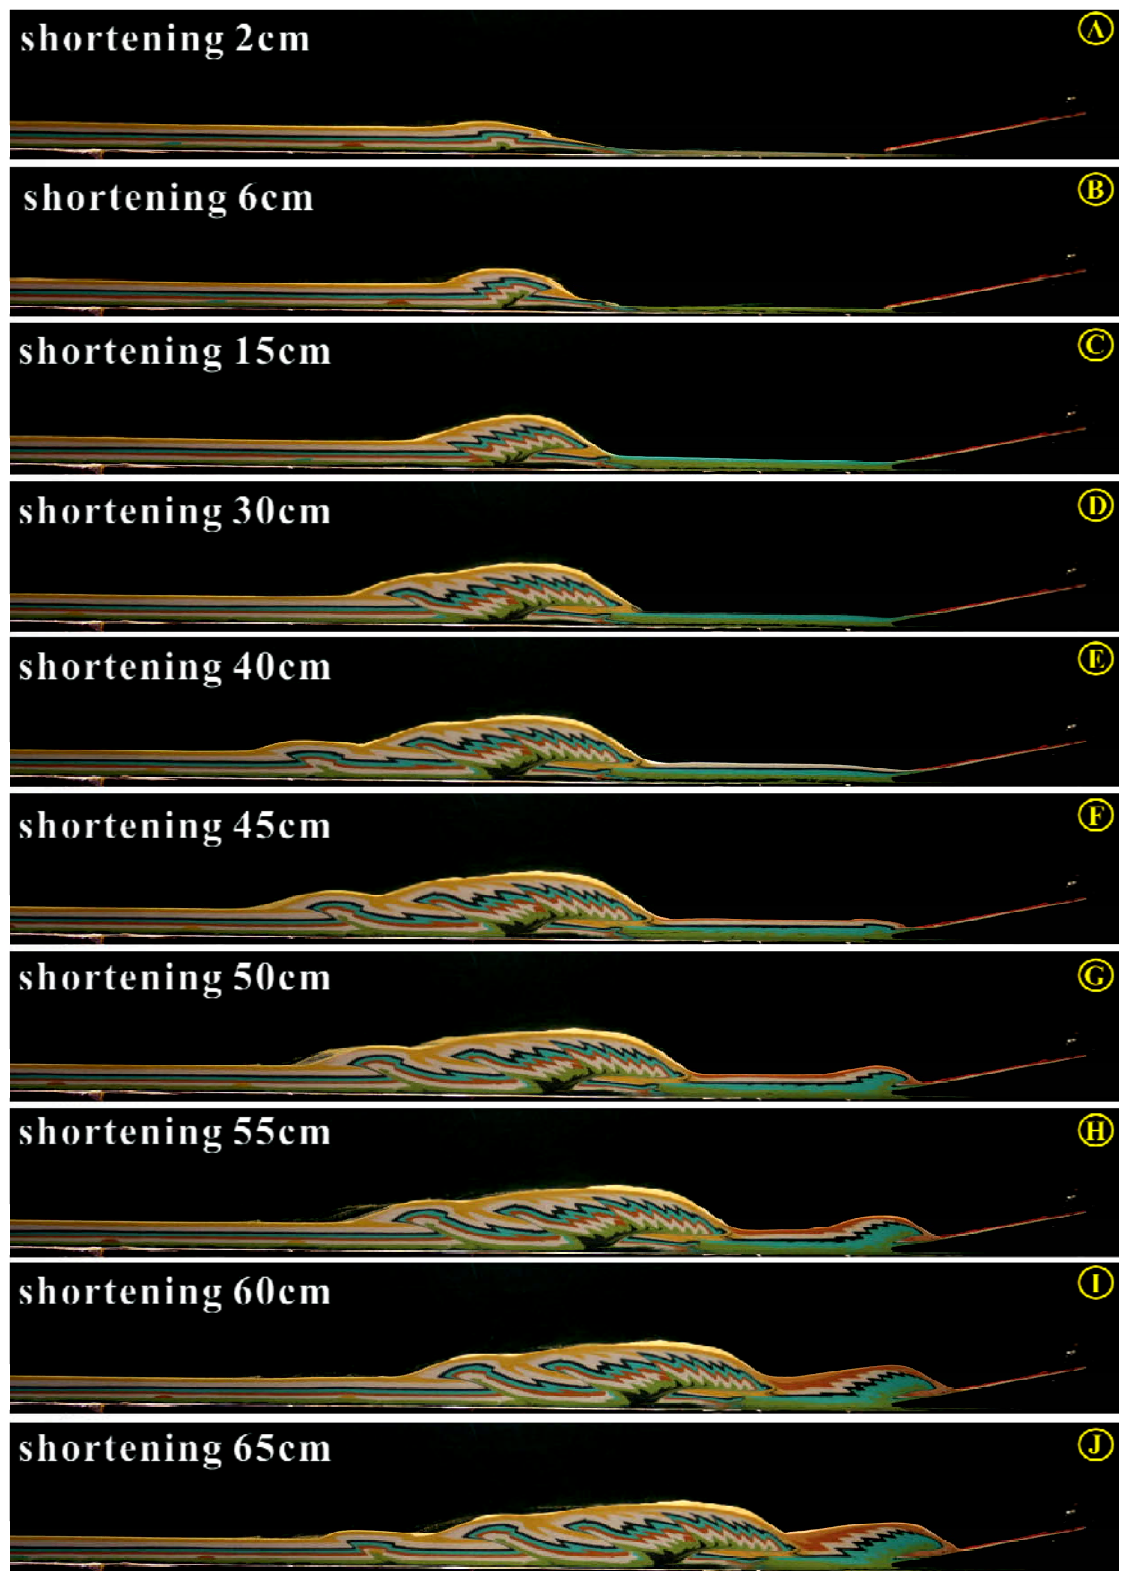 shortening 2cm A
shortening 6cm B
shortening 15cm C
shortening 30cm D
shortening 40cm E
shortening 45cm F
shortening 50cm G
shortening 55cm H
shortening 60cm I
shortening 65cm J